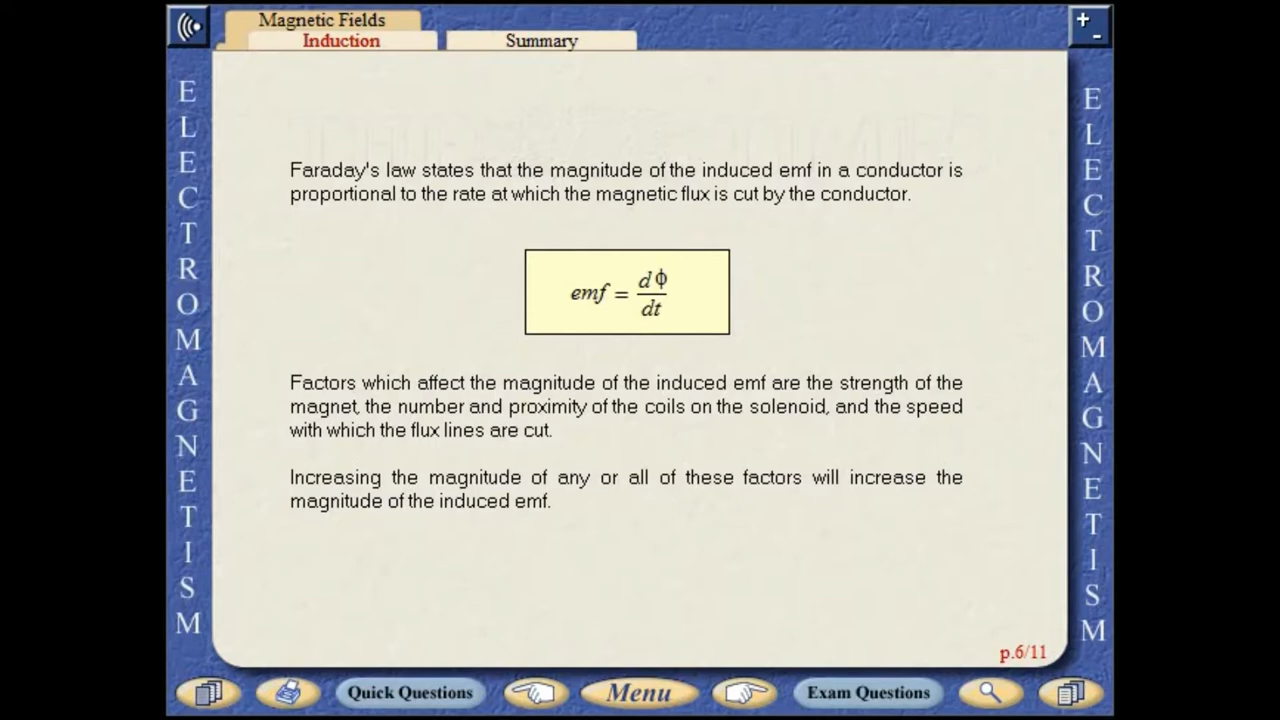 Magnetic Fields
Induction
Summary
+
-
ELECTROMAGNETISM
Faraday's law states that the magnitude of the induced emf in a conductor is
proportional to the rate at which the magnetic flux is cut by the conductor.
emf = dϕ/dt
Factors which affect the magnitude of the induced emf are the strength of the
magnet, the number and proximity of the coils on the solenoid, and the speed
with which the flux lines are cut.
Increasing the magnitude of any or all of these factors will increase the
magnitude of the induced emf.
ELECTROMAGNETISM
p.6/11
Quick Questions
Menu
Exam Questions